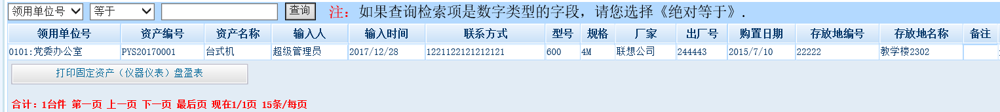 领用单位号 等于 查询 注：如果查询检索项是数字类型的字段，请您选择《绝对等于》.
领用单位号 资产编号 资产名称 输入人 输入时间 联系方式 型号 规格 厂家 出厂号 购置日期 存放地编号 存放地名称 备注
0101:党委办公室 PYS20170001 台式机 超级管理员 2017/12/28 1221122121212121 600 4M 联想公司 244443 2015/7/10 22222 教学楼2302
打印固定资产（仪器仪表）盘盈表
合计：1台件 第一页 上一页 下一页 最后页 现在1/1页 15条/每页